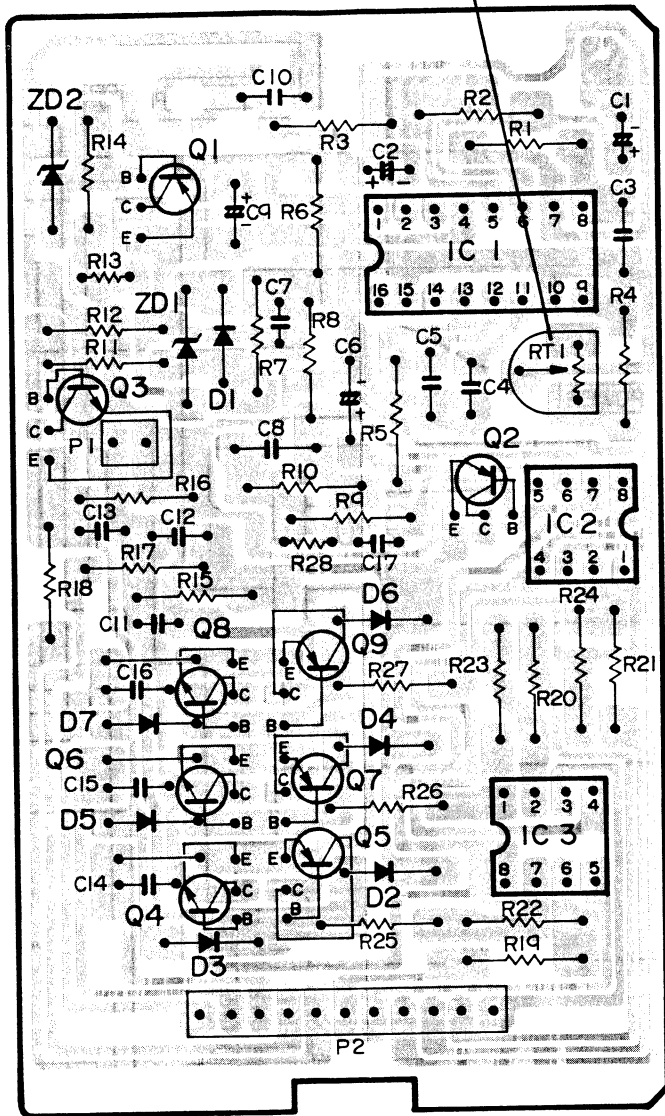 C10
ZD2
R14
R2
C1
R3
R1
Q1
C2
B
C
E
C9
R6
C3
1 2 3 4 5 6 7 8
IC 1
16 15 14 13 12 11 10 9
R13
ZD1
C7
R4
R12
R8
RT1
R11
R7
C6
C5
C4
Q3
D1
B
C
E
P1
C8
R5
Q2
R16
R10
E C B
5 6 7 8
IC2
4 3 2 1
C13
C12
R9
R28
C17
R17
R18
R15
D6
R24
C11
Q8
Q9
E
C
B
E
C
B
C16
R27
R23
R20
R21
D7
D4
Q6
E
C
B
E
C
B
Q7
C15
R26
D5
1 2 3 4
IC 3
8 7 6 5
Q5
E
C
B
E
C
B
C14
Q4
D2
D3
R25
R22
R19
P2